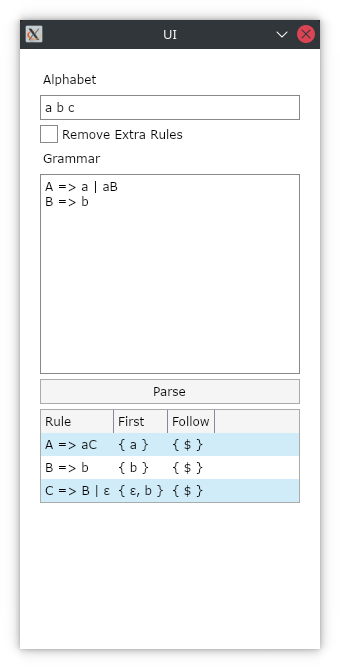 UI
Alphabet
a b c
Remove Extra Rules
Grammar
A => a | aB
B => b
Parse
Rule First Follow
A => aC { a } { $ }
B => b { b } { $ }
C => B | ε { ε, b } { $ }